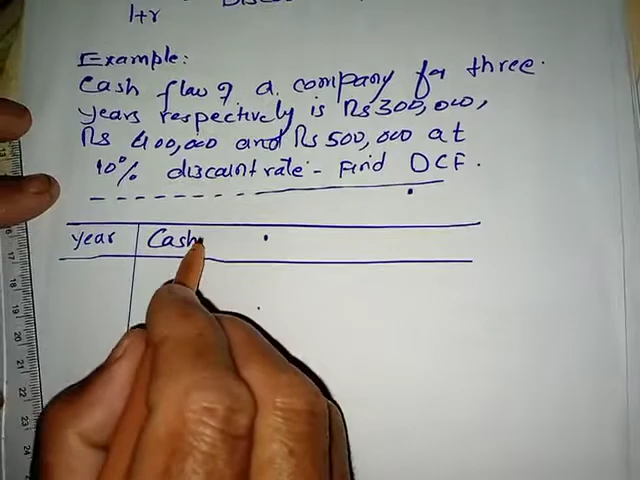 1+r
Example:
Cash flow of a company for three
years respectively is Rs 300,000,
Rs 400,000 and Rs 500,000 at
10% discount rate - Find DCF.
year Cash